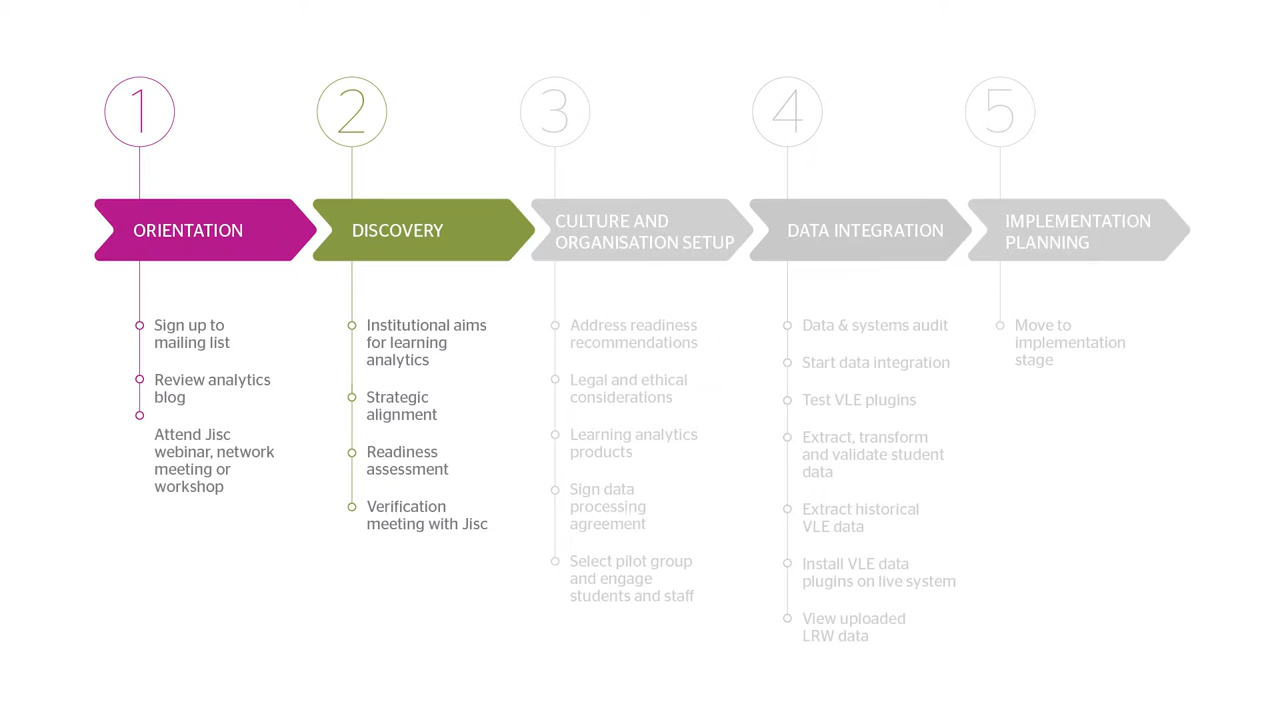 1
ORIENTATION
Sign up to
mailing list
Review analytics
blog
Attend Jisc
webinar, network
meeting or
workshop
2
DISCOVERY
Institutional aims
for learning
analytics
Strategic
alignment
Readiness
assessment
Verification
meeting with Jisc
3
CULTURE AND
ORGANISATION SETUP
Address readiness
recommendations
Legal and ethical
considerations
Learning analytics
products
Sign data
processing
agreement
Select pilot group
and engage
students and staff
4
DATA INTEGRATION
Data & systems audit
Start data integration
Test VLE plugins
Extract, transform
and validate student
data
Extract historical
VLE data
Install VLE data
plugins on live system
View uploaded
LRW data
5
IMPLEMENTATION
PLANNING
Move to
implementation
stage